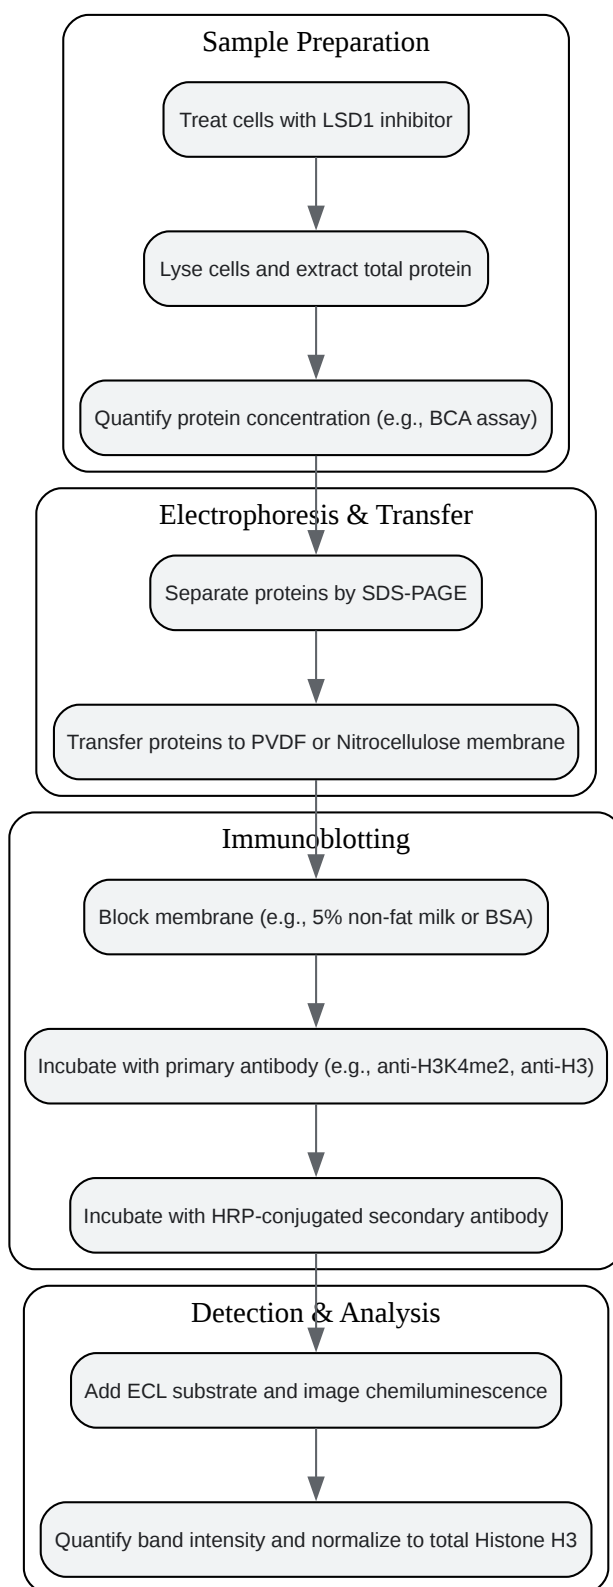 Sample Preparation
Treat cells with LSD1 inhibitor
Lyse cells and extract total protein
Quantify protein concentration (e.g., BCA assay)
Electrophoresis & Transfer
Separate proteins by SDS-PAGE
Transfer proteins to PVDF or Nitrocellulose membrane
Immunoblotting
Block membrane (e.g., 5% non-fat milk or BSA)
Incubate with primary antibody (e.g., anti-H3K4me2, anti-H3)
Incubate with HRP-conjugated secondary antibody
Detection & Analysis
Add ECL substrate and image chemiluminescence
Quantify band intensity and normalize to total Histone H3